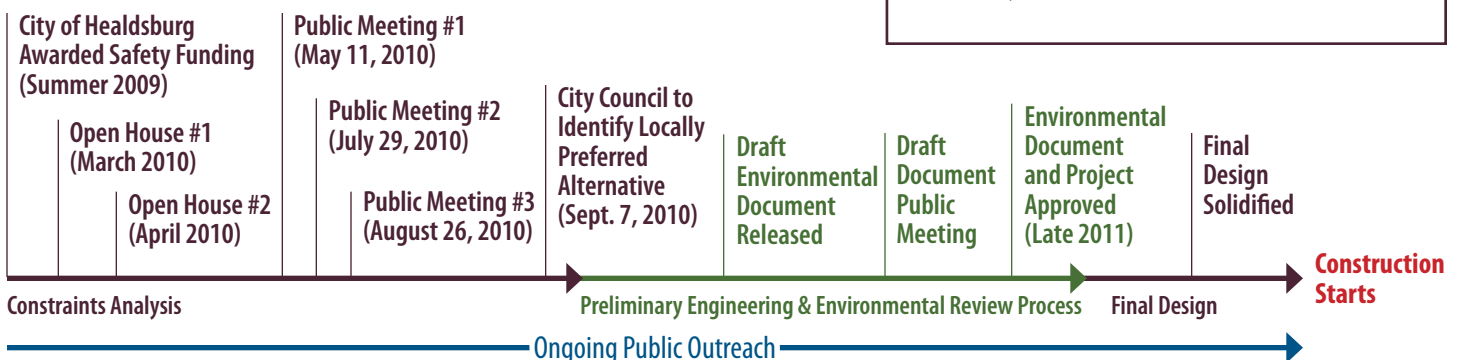 City of Healdsburg
Awarded Safety Funding
(Summer 2009)
Open House #1
(March 2010)
Open House #2
(April 2010)
Public Meeting #1
(May 11, 2010)
Public Meeting #2
(July 29, 2010)
Public Meeting #3
(August 26, 2010)
City Council to
Identify Locally
Preferred
Alternative
(Sept. 7, 2010)
Draft
Environmental
Document
Released
Draft
Document
Public
Meeting
Environmental
Document
and Project
Approved
(Late 2011)
Final
Design
Solidified
Construction
Starts
Constraints Analysis
Preliminary Engineering & Environmental Review Process
Final Design
Ongoing Public Outreach